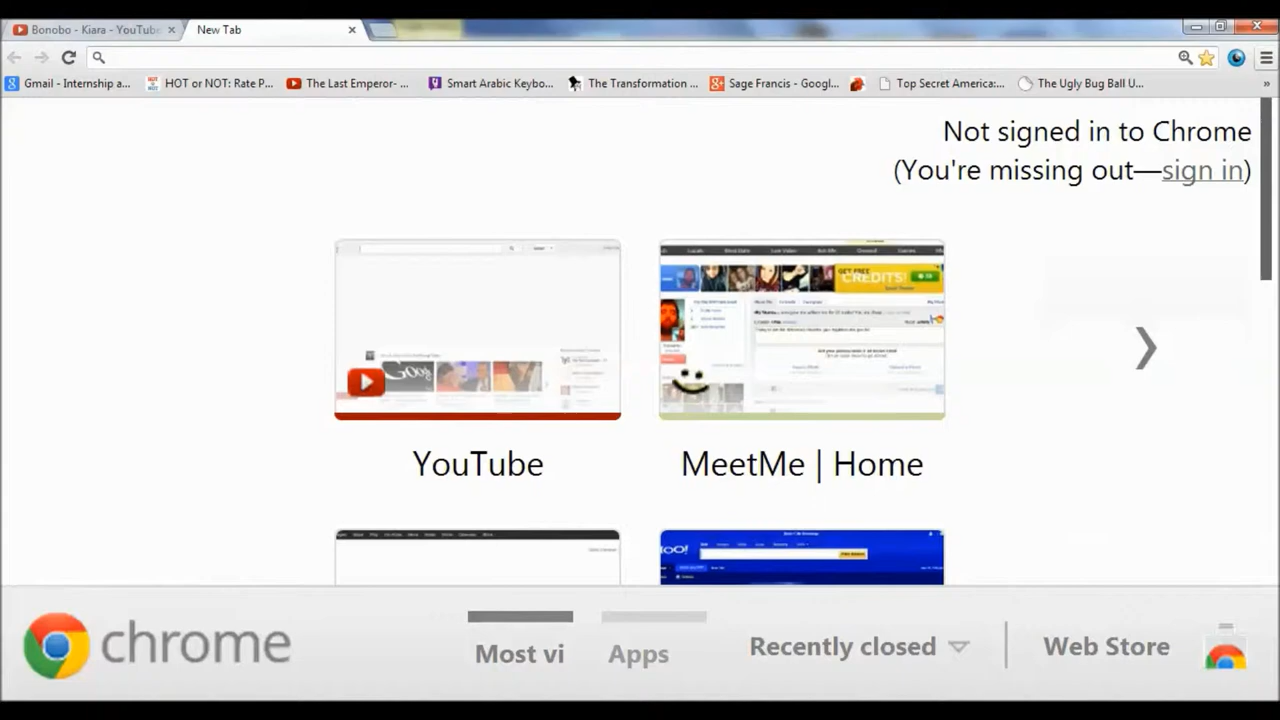 Bonobo - Kiara - YouTube
New Tab
Gmail - Internship a...
HOT or NOT: Rate P...
The Last Emperor- ...
Smart Arabic Keybo...
The Transformation ...
Sage Francis - Googl...
Top Secret America:...
The Ugly Bug Ball U...
»
Not signed in to Chrome
(You're missing out—sign in)
GET FREE
CREDITS!
YouTube
MeetMe | Home
chrome
Most vi
Apps
Recently closed
Web Store